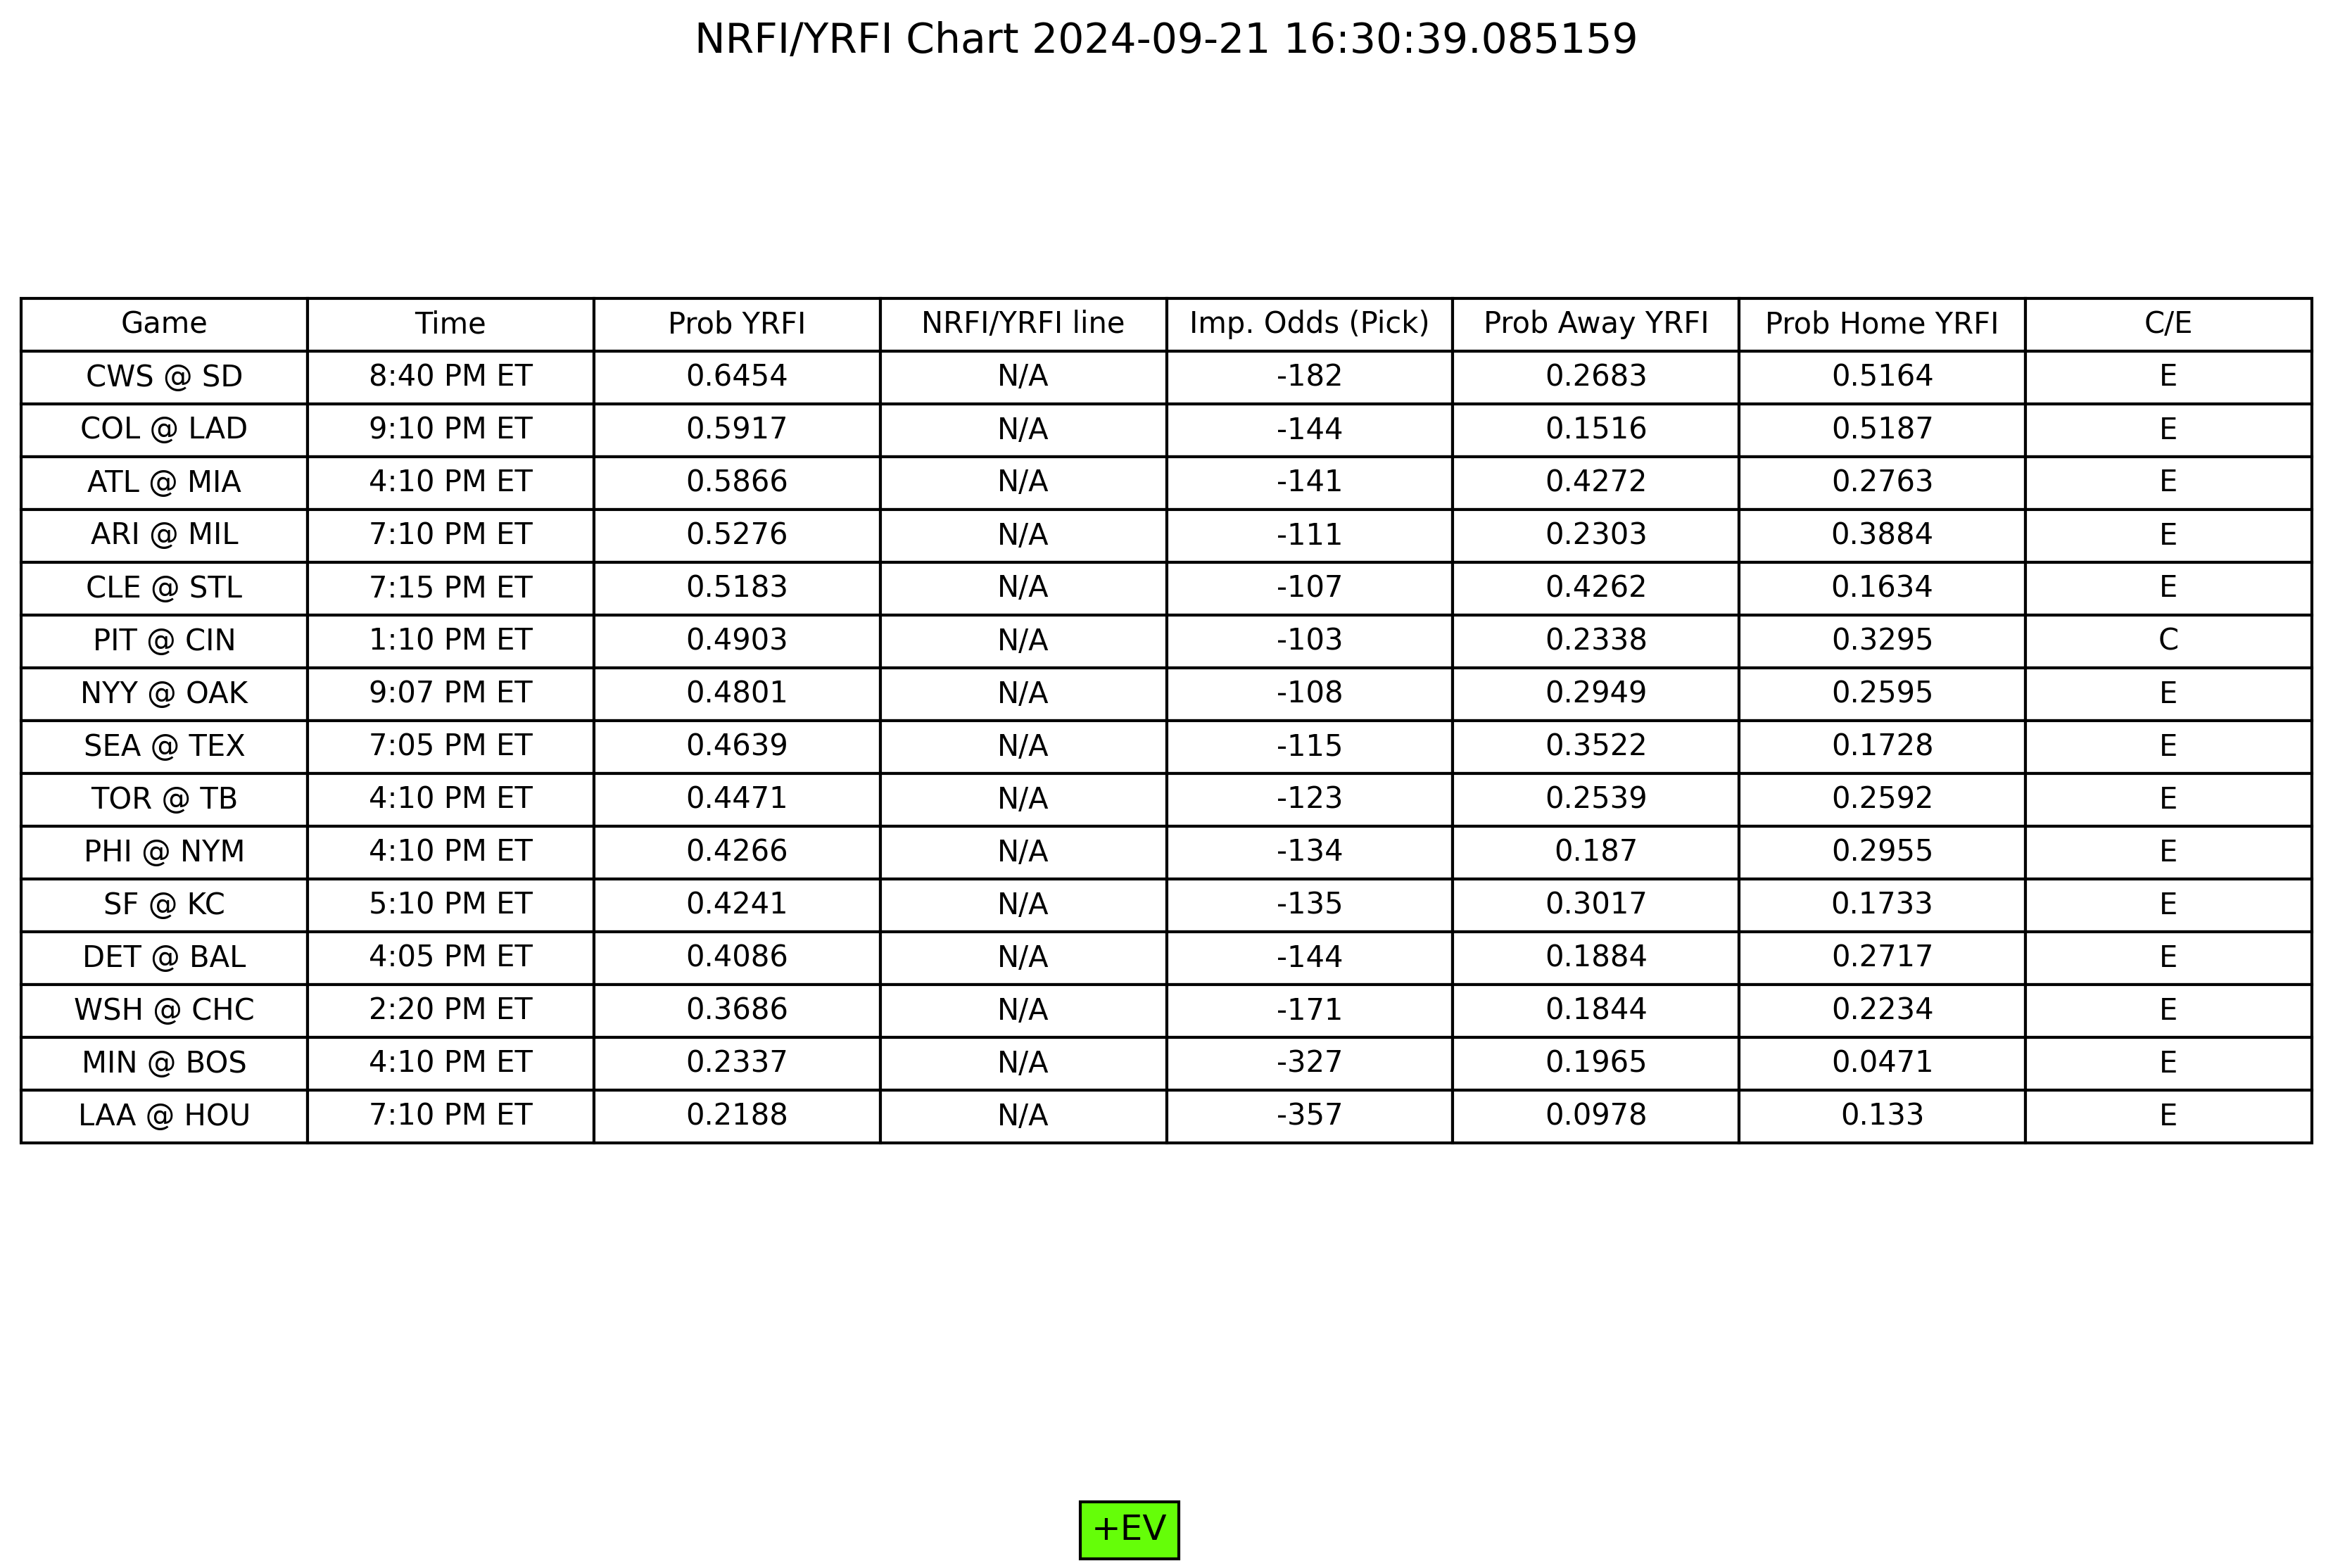 NRFI/YRFI Chart 2024-09-21 16:30:39.085159
Game Time Prob YRFI NRFI/YRFI line Imp. Odds (Pick) Prob Away YRFI Prob Home YRFI C/E
CWS @ SD 8:40 PM ET 0.6454 N/A -182 0.2683 0.5164 E
COL @ LAD 9:10 PM ET 0.5917 N/A -144 0.1516 0.5187 E
ATL @ MIA 4:10 PM ET 0.5866 N/A -141 0.4272 0.2763 E
ARI @ MIL 7:10 PM ET 0.5276 N/A -111 0.2303 0.3884 E
CLE @ STL 7:15 PM ET 0.5183 N/A -107 0.4262 0.1634 E
PIT @ CIN 1:10 PM ET 0.4903 N/A -103 0.2338 0.3295 C
NYY @ OAK 9:07 PM ET 0.4801 N/A -108 0.2949 0.2595 E
SEA @ TEX 7:05 PM ET 0.4639 N/A -115 0.3522 0.1728 E
TOR @ TB 4:10 PM ET 0.4471 N/A -123 0.2539 0.2592 E
PHI @ NYM 4:10 PM ET 0.4266 N/A -134 0.187 0.2955 E
SF @ KC 5:10 PM ET 0.4241 N/A -135 0.3017 0.1733 E
DET @ BAL 4:05 PM ET 0.4086 N/A -144 0.1884 0.2717 E
WSH @ CHC 2:20 PM ET 0.3686 N/A -171 0.1844 0.2234 E
MIN @ BOS 4:10 PM ET 0.2337 N/A -327 0.1965 0.0471 E
LAA @ HOU 7:10 PM ET 0.2188 N/A -357 0.0978 0.133 E
+EV